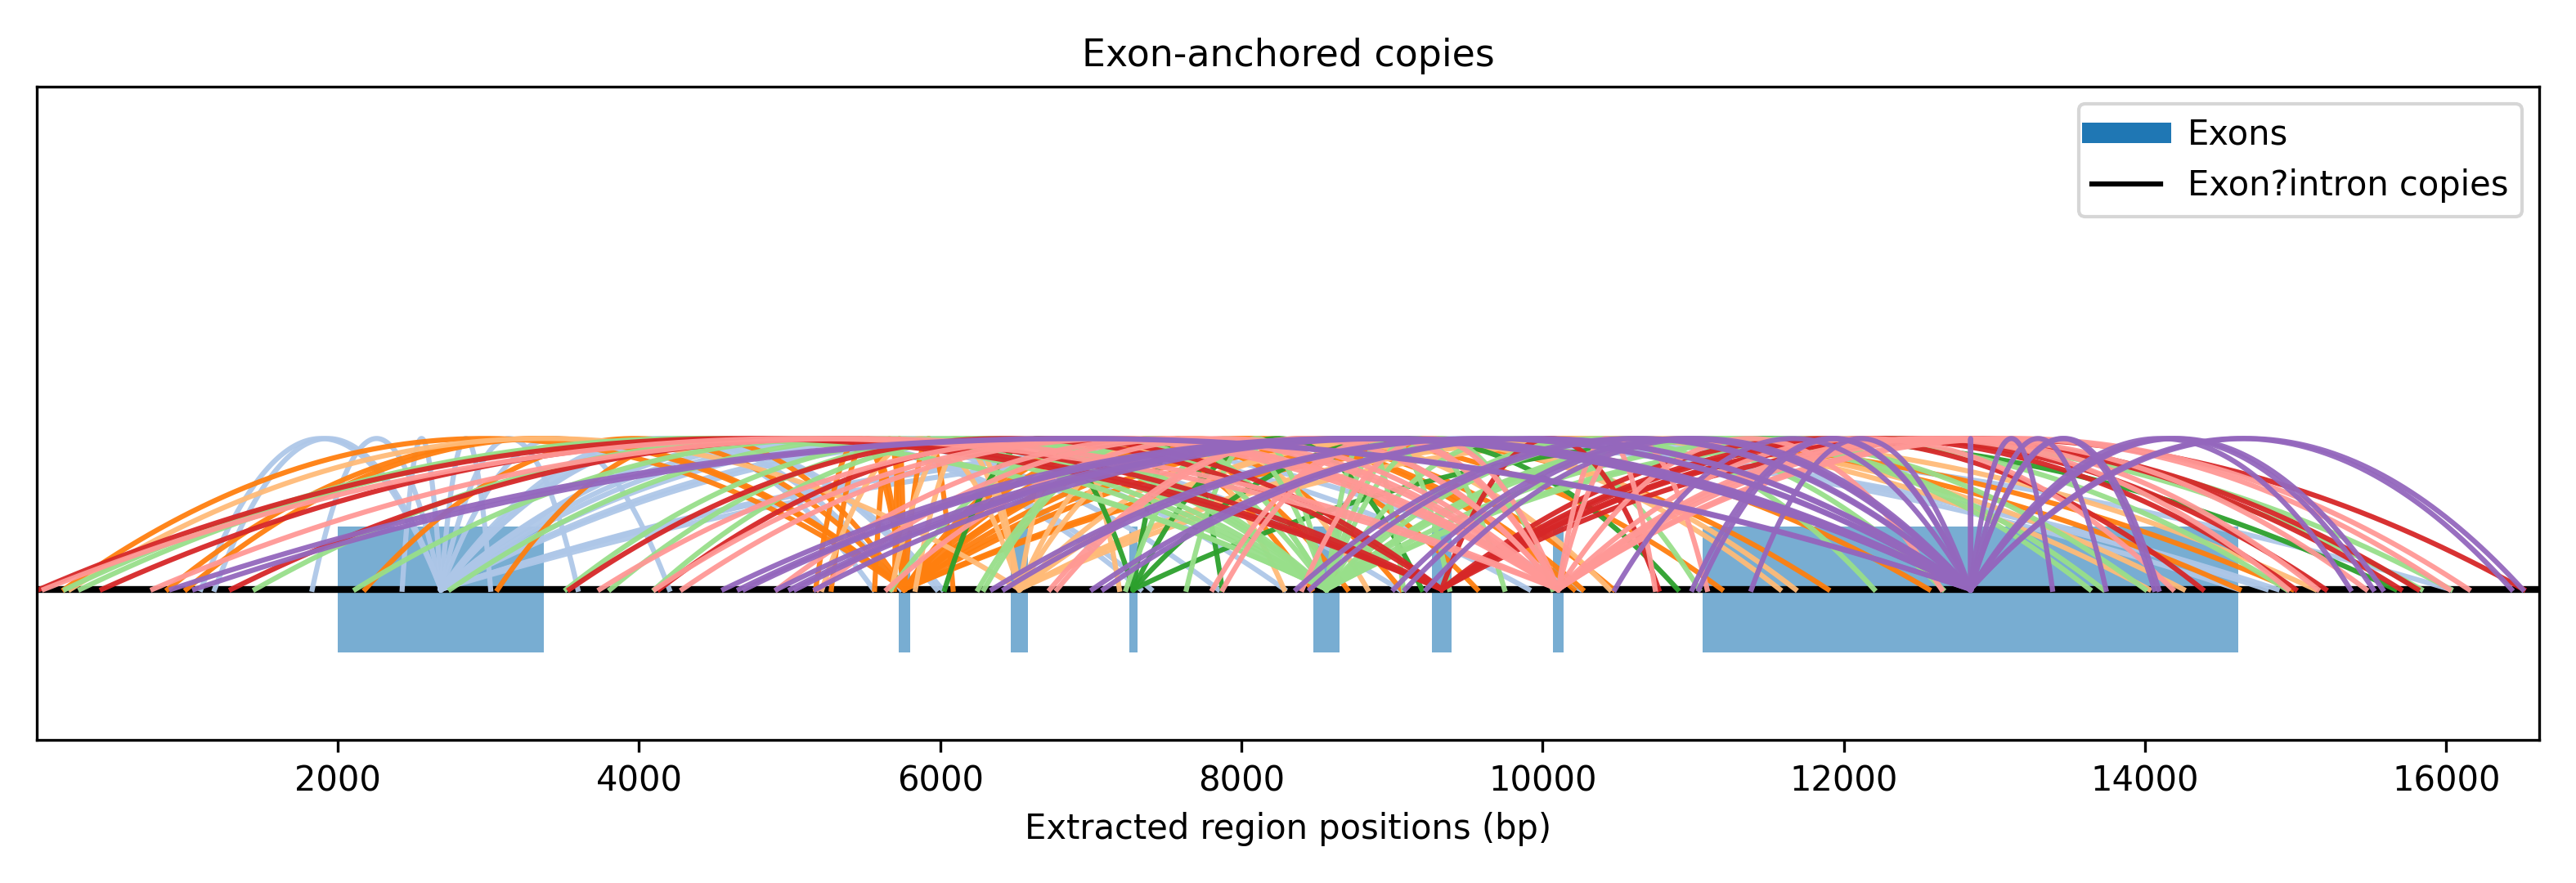 Exon-anchored copies
Exons
Exon?intron copies
2000 4000 6000 8000 10000 12000 14000 16000
Extracted region positions (bp)